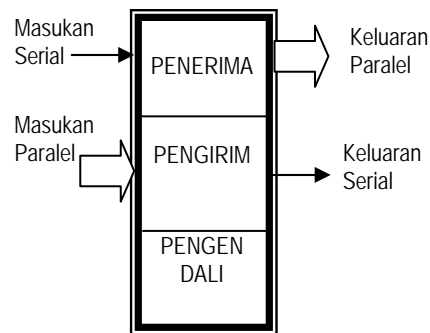 Masukan
Serial
PENERIMA
Keluaran
Paralel
Masukan
Paralel
PENGIRIM
Keluaran
Serial
PENGEN
DALI